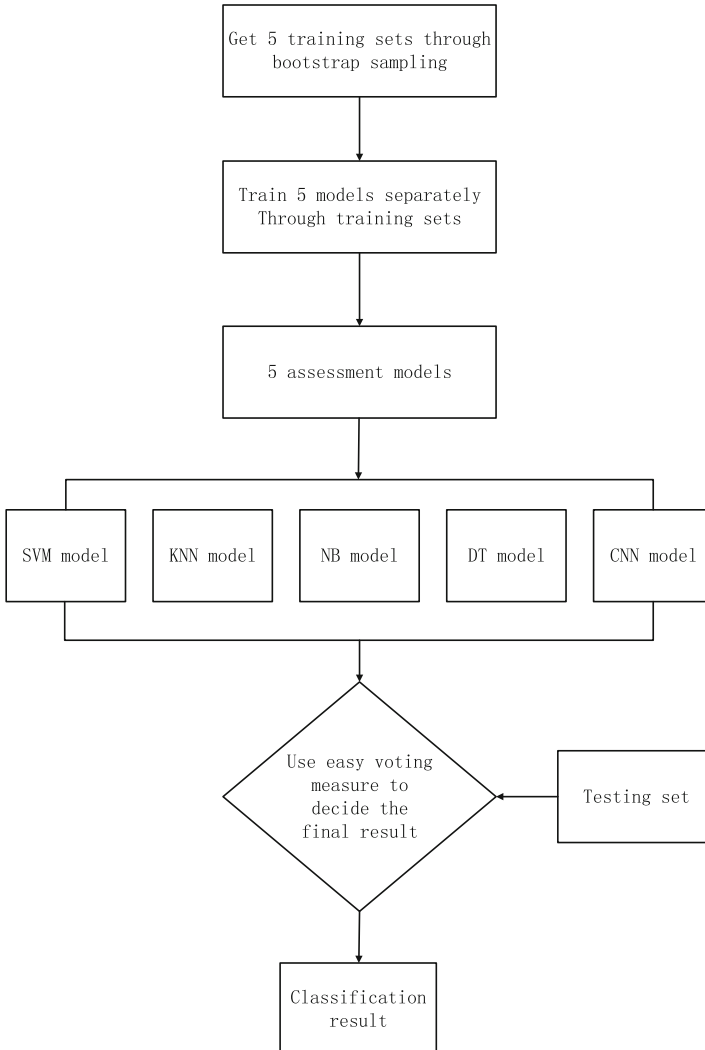 Get 5 training sets through
bootstrap sampling
Train 5 models separately
Through training sets
5 assessment models
SVM model
KNN model
NB model
DT model
CNN model
Use easy voting
measure to
decide the
final result
Testing set
Classification
result